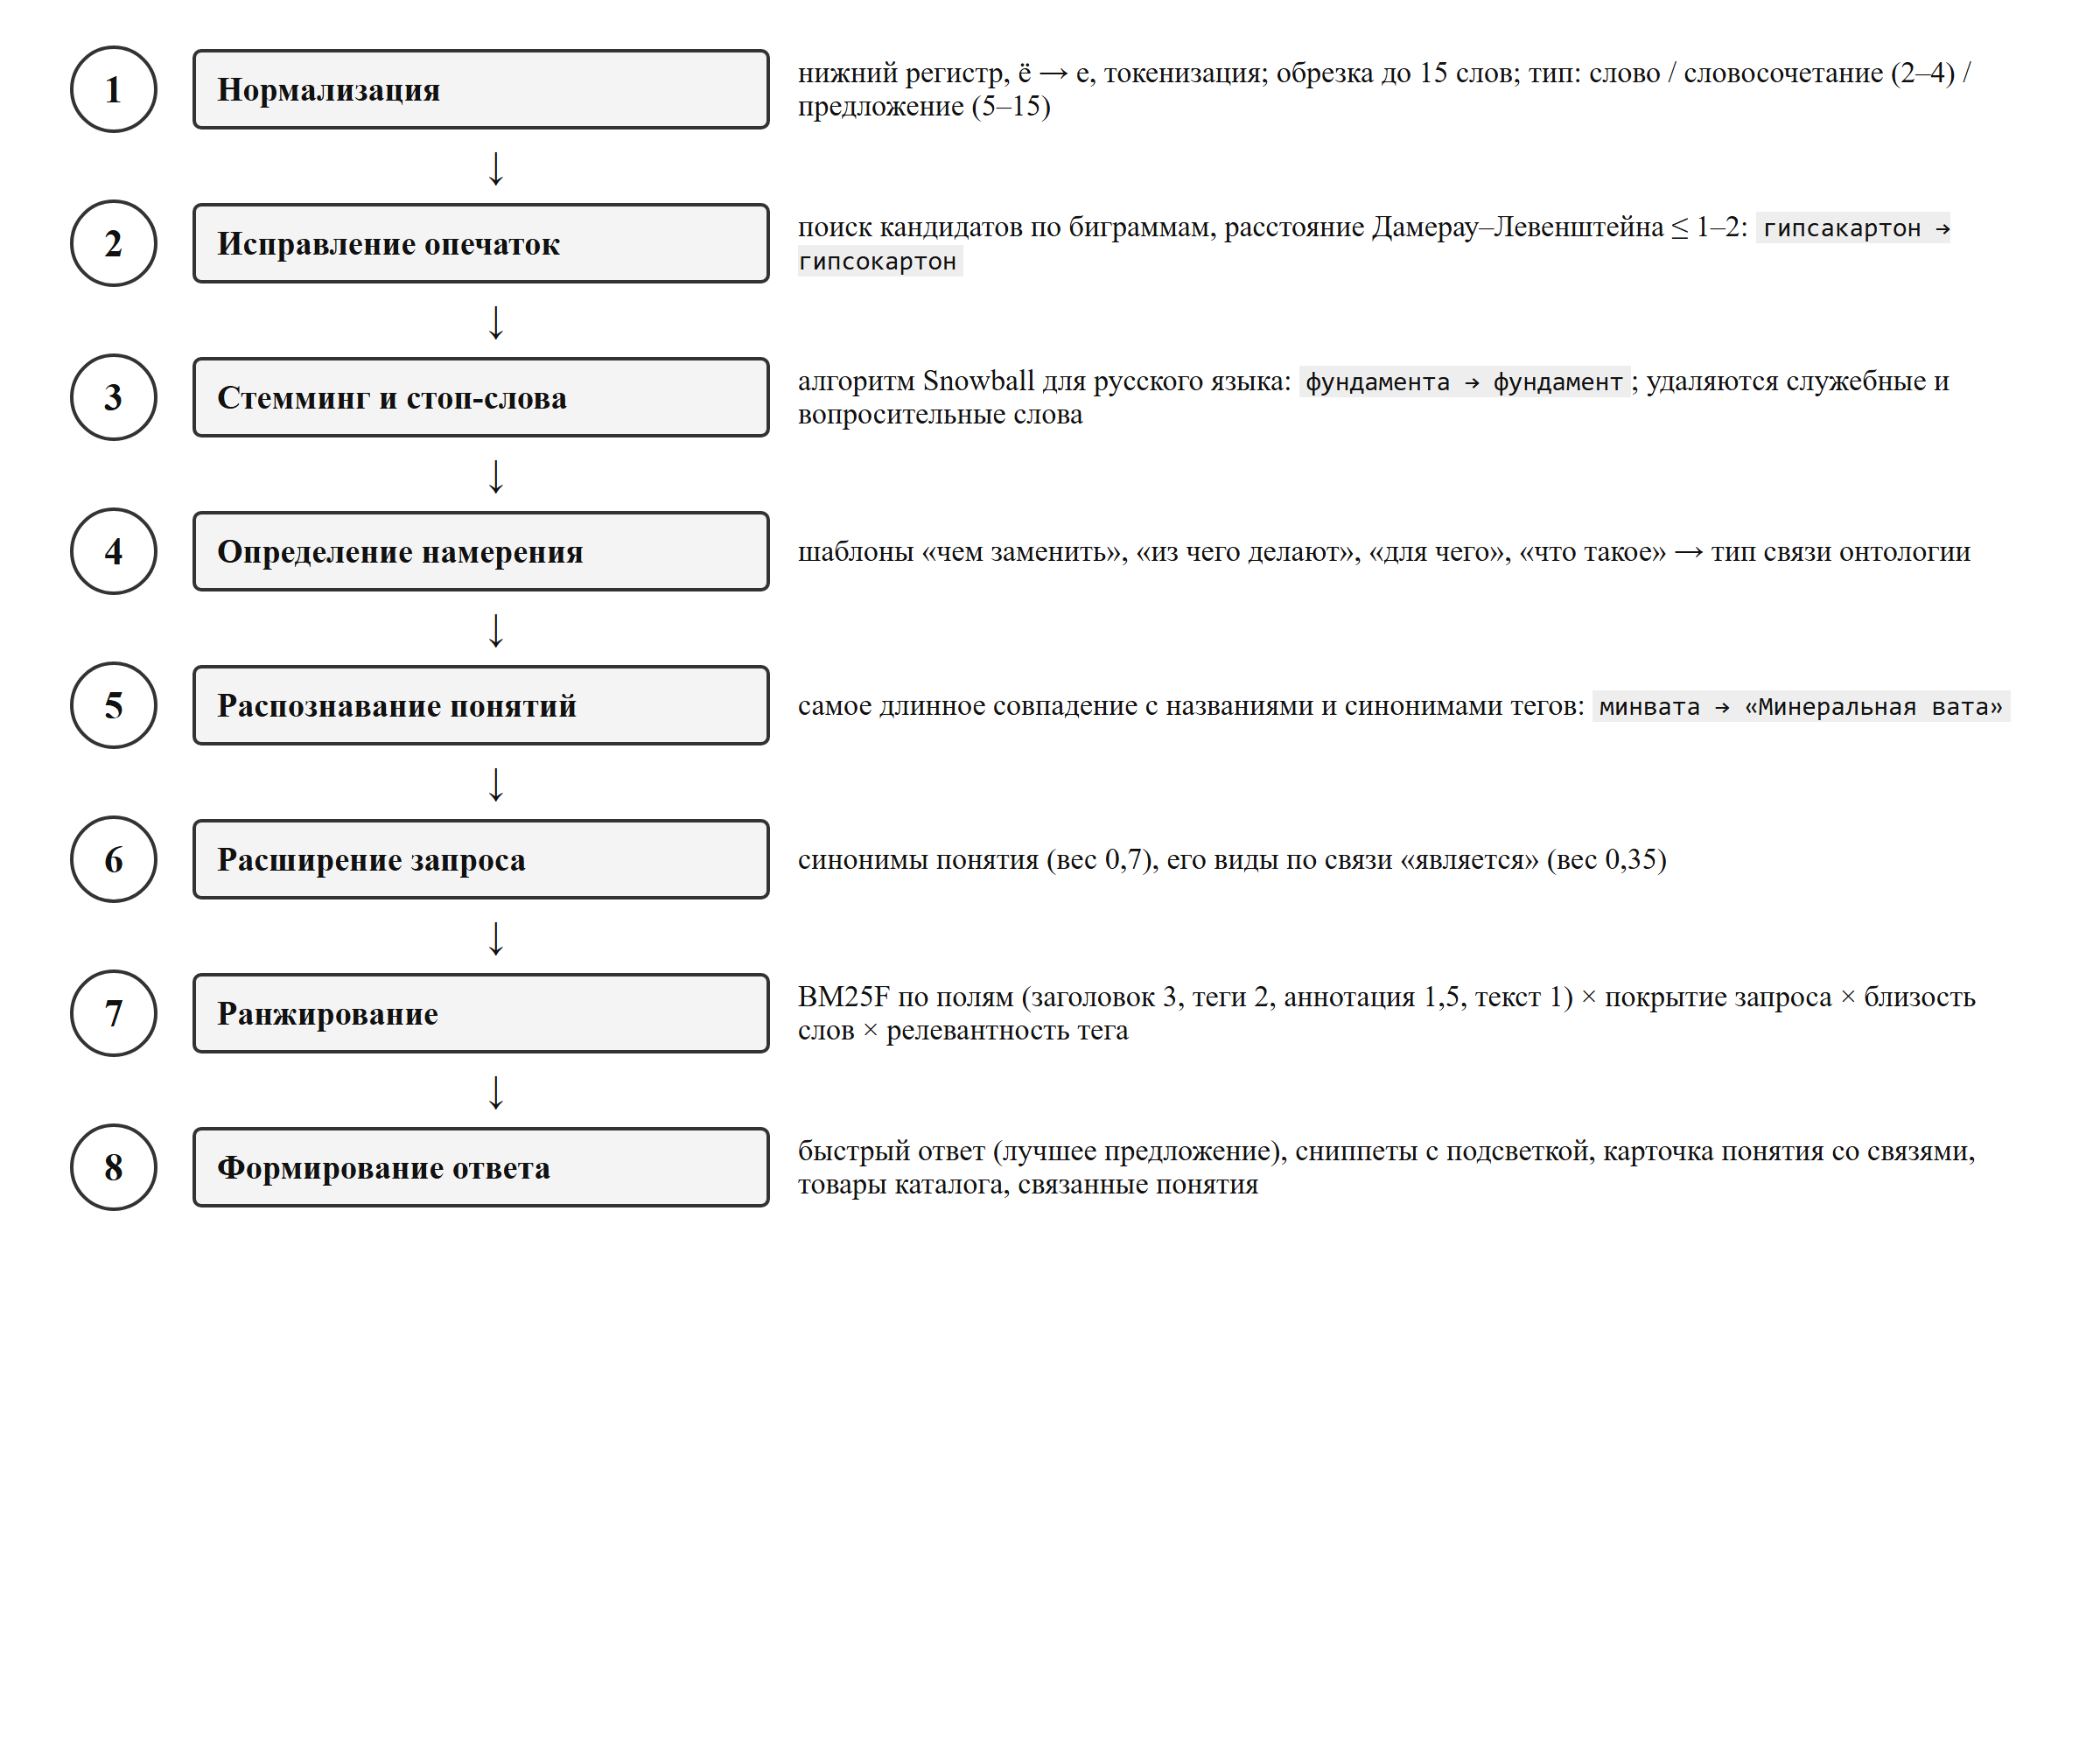 1
Нормализация
нижний регистр, ё → е, токенизация; обрезка до 15 слов; тип: слово / словосочетание (2–4) /
предложение (5–15)
↓
2
Исправление опечаток
поиск кандидатов по биграммам, расстояние Дамерау–Левенштейна ≤ 1–2: гипсакартон →
гипсокартон
↓
3
Стемминг и стоп-слова
алгоритм Snowball для русского языка: фундамента → фундамент; удаляются служебные и
вопросительные слова
↓
4
Определение намерения
шаблоны «чем заменить», «из чего делают», «для чего», «что такое» → тип связи онтологии
↓
5
Распознавание понятий
самое длинное совпадение с названиями и синонимами тегов: минвата → «Минеральная вата»
↓
6
Расширение запроса
синонимы понятия (вес 0,7), его виды по связи «является» (вес 0,35)
↓
7
Ранжирование
BM25F по полям (заголовок 3, теги 2, аннотация 1,5, текст 1) × покрытие запроса × близость
слов × релевантность тега
↓
8
Формирование ответа
быстрый ответ (лучшее предложение), сниппеты с подсветкой, карточка понятия со связями,
товары каталога, связанные понятия